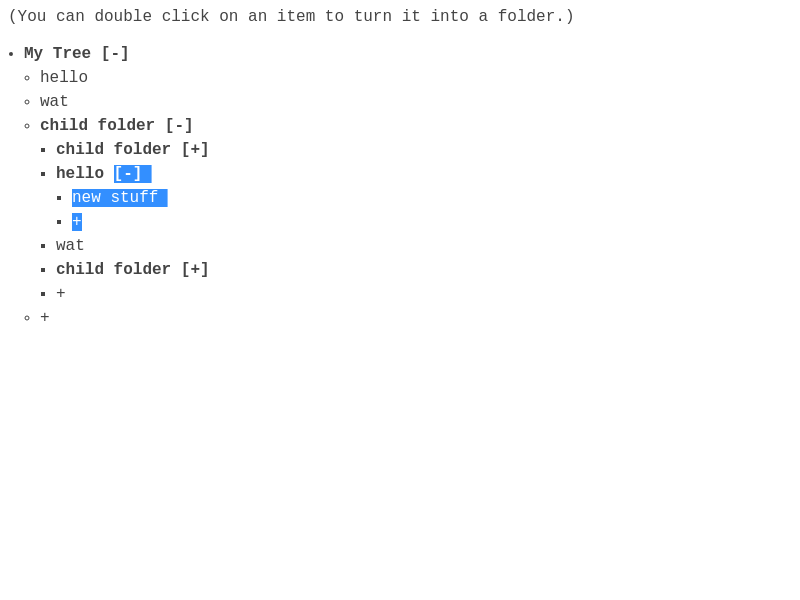 (You can double click on an item to turn it into a folder.)
My Tree [-]
hello
wat
child folder [-]
child folder [+]
hello [-]
new stuff
+
wat
child folder [+]
+
+